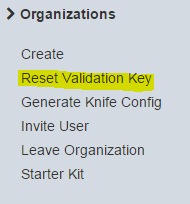 Organizations
Create
Reset Validation Key
Generate Knife Config
Invite User
Leave Organization
Starter Kit